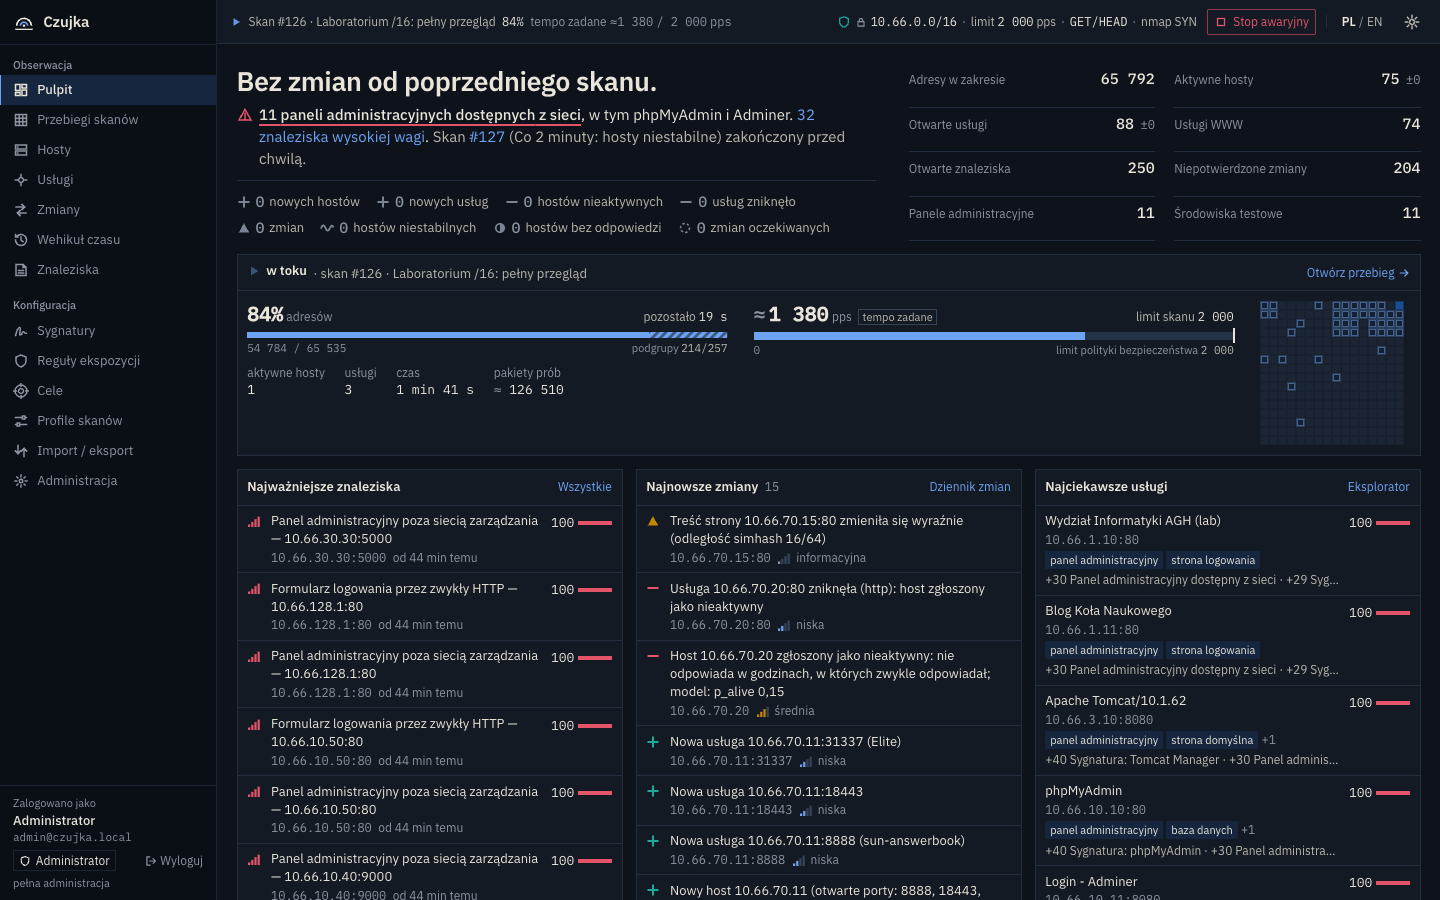 Czujka
Obserwacja
Pulpit
Przebiegi skanów
Hosty
Usługi
Zmiany
Wehikuł czasu
Znaleziska
Konfiguracja
Sygnatury
Reguły ekspozycji
Cele
Profile skanów
Import / eksport
Administracja
Zalogowano jako
Administrator
admin@czujka.local
Administrator Wyloguj
pełna administracja
Skan #126 · Laboratorium /16: pełny przegląd 84% tempo zadane ≈1 380 / 2 000 pps
10.66.0.0/16 · limit 2 000 pps · GET/HEAD · nmap SYN Stop awaryjny PL / EN
Bez zmian od poprzedniego skanu.
11 paneli administracyjnych dostępnych z sieci, w tym phpMyAdmin i Adminer. 32
znaleziska wysokiej wagi. Skan #127 (Co 2 minuty: hosty niestabilne) zakończony przed
chwilą.
0 nowych hostów 0 nowych usług 0 hostów nieaktywnych 0 usług zniknęło
0 zmian 0 hostów niestabilnych 0 hostów bez odpowiedzi 0 zmian oczekiwanych
Adresy w zakresie 65 792 Aktywne hosty 75 ±0
Otwarte usługi 88 ±0 Usługi WWW 74
Otwarte znaleziska 250 Niepotwierdzone zmiany 204
Panele administracyjne 11 Środowiska testowe 11
w toku · skan #126 · Laboratorium /16: pełny przegląd Otwórz przebieg →
84% adresów pozostało 19 s
54 784 / 65 535 podgrupy 214/257
aktywne hosty usługi czas pakiety prób
1 3 1 min 41 s ≈ 126 510
≈1 380 pps tempo zadane limit skanu 2 000
0 limit polityki bezpieczeństwa 2 000
Najważniejsze znaleziska Wszystkie
Panel administracyjny poza siecią zarządzania 100
— 10.66.30.30:5000
10.66.30.30:5000 od 44 min temu
Formularz logowania przez zwykły HTTP — 100
10.66.128.1:80
10.66.128.1:80 od 44 min temu
Panel administracyjny poza siecią zarządzania 100
— 10.66.128.1:80
10.66.128.1:80 od 44 min temu
Formularz logowania przez zwykły HTTP — 100
10.66.10.50:80
10.66.10.50:80 od 44 min temu
Panel administracyjny poza siecią zarządzania 100
— 10.66.10.50:80
10.66.10.50:80 od 44 min temu
Panel administracyjny poza siecią zarządzania 100
— 10.66.10.40:9000
10.66.10.40:9000 od 44 min temu
Najnowsze zmiany 15 Dziennik zmian
Treść strony 10.66.70.15:80 zmieniła się wyraźnie
(odległość simhash 16/64)
10.66.70.15:80 informacyjna
Usługa 10.66.70.20:80 zniknęła (http): host zgłoszony
jako nieaktywny
10.66.70.20:80 niska
Host 10.66.70.20 zgłoszony jako nieaktywny: nie
odpowiada w godzinach, w których zwykle odpowiadał;
model: p_alive 0,15
10.66.70.20 średnia
Nowa usługa 10.66.70.11:31337 (Elite)
10.66.70.11:31337 niska
Nowa usługa 10.66.70.11:18443
10.66.70.11:18443 niska
Nowa usługa 10.66.70.11:8888 (sun-answerbook)
10.66.70.11:8888 niska
Nowy host 10.66.70.11 (otwarte porty: 8888, 18443,
Najciekawsze usługi Eksplorator
Wydział Informatyki AGH (lab) 100
10.66.1.10:80
panel administracyjny strona logowania
+30 Panel administracyjny dostępny z sieci · +29 Syg…
Blog Koła Naukowego 100
10.66.1.11:80
panel administracyjny strona logowania
+30 Panel administracyjny dostępny z sieci · +29 Syg…
Apache Tomcat/10.1.62 100
10.66.3.10:8080
panel administracyjny strona domyślna +1
+40 Sygnatura: Tomcat Manager · +30 Panel adminis…
phpMyAdmin 100
10.66.10.10:80
panel administracyjny baza danych +1
+40 Sygnatura: phpMyAdmin · +30 Panel administra…
Login - Adminer 100
10.66.10.11:8080